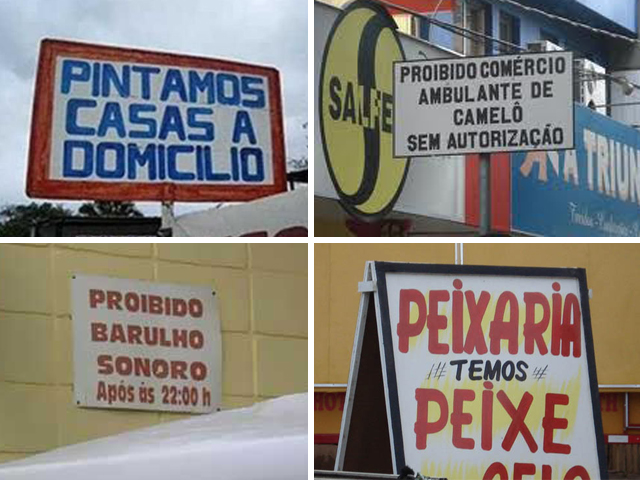 PINTAMOS
CASAS A
DOMICILIO
SALFE
PROIBIDO COMÉRCIO
AMBULANTE DE
CAMELÔ
SEM AUTORIZAÇÃO
A TRIUN
PROIBIDO
BARULHO
SONORO
Após às 22:00 h
PEIXARIA
TEMOS
PEIXE